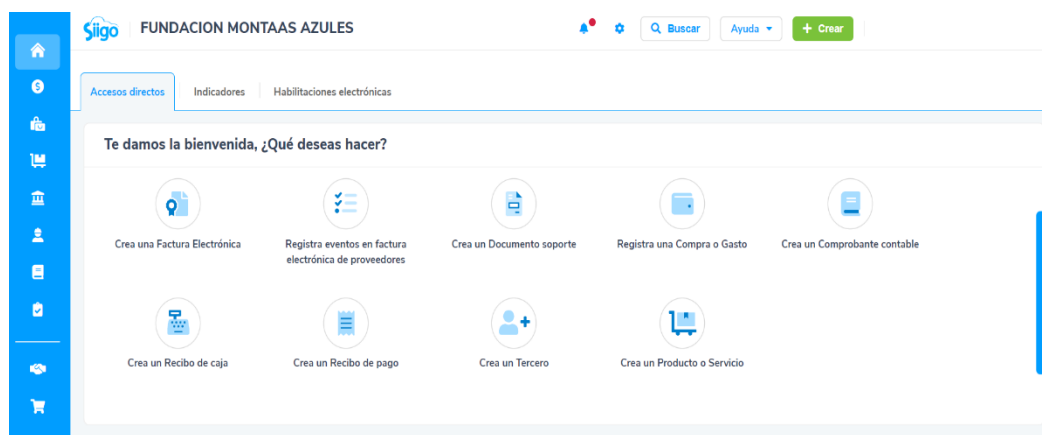 Siigo FUNDACION MONTAAS AZULES Buscar Ayuda + Crear
Accesos directos Indicadores Habilitaciones electrónicas
Te damos la bienvenida, ¿Qué deseas hacer?
Crea una Factura Electrónica
Registra eventos en factura
electrónica de proveedores
Crea un Documento soporte
Registra una Compra o Gasto
Crea un Comprobante contable
Crea un Recibo de caja
Crea un Recibo de pago
Crea un Tercero
Crea un Producto o Servicio